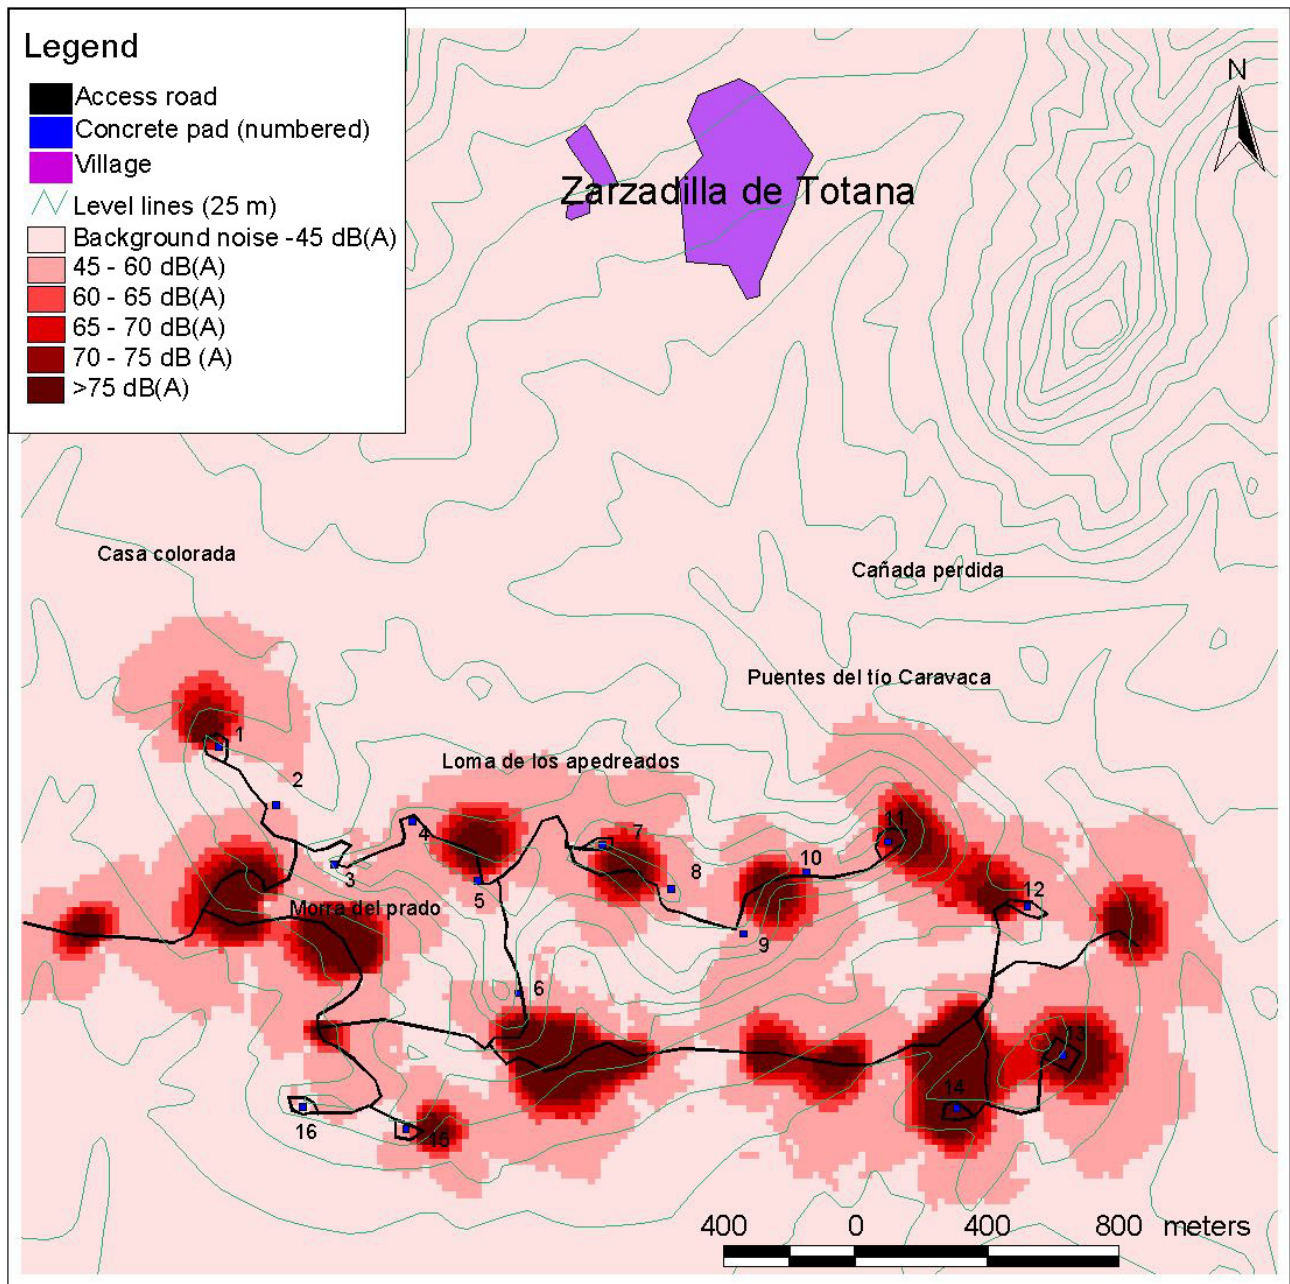 Legend
Access road
Concrete pad (numbered)
Village
Level lines (25 m)
Background noise -45 dB(A)
45 - 60 dB(A)
60 - 65 dB(A)
65 - 70 dB(A)
70 - 75 dB (A)
>75 dB(A)
N
Zarzadilla de Totana
Casa colorada
Cañada perdida
Puentes del tío Caravaca
Loma de los apedreados
Morra del prado
1
2
3
4
5
6
7
8
9
10
11
12
13
14
15
16
400 0 400 800 meters